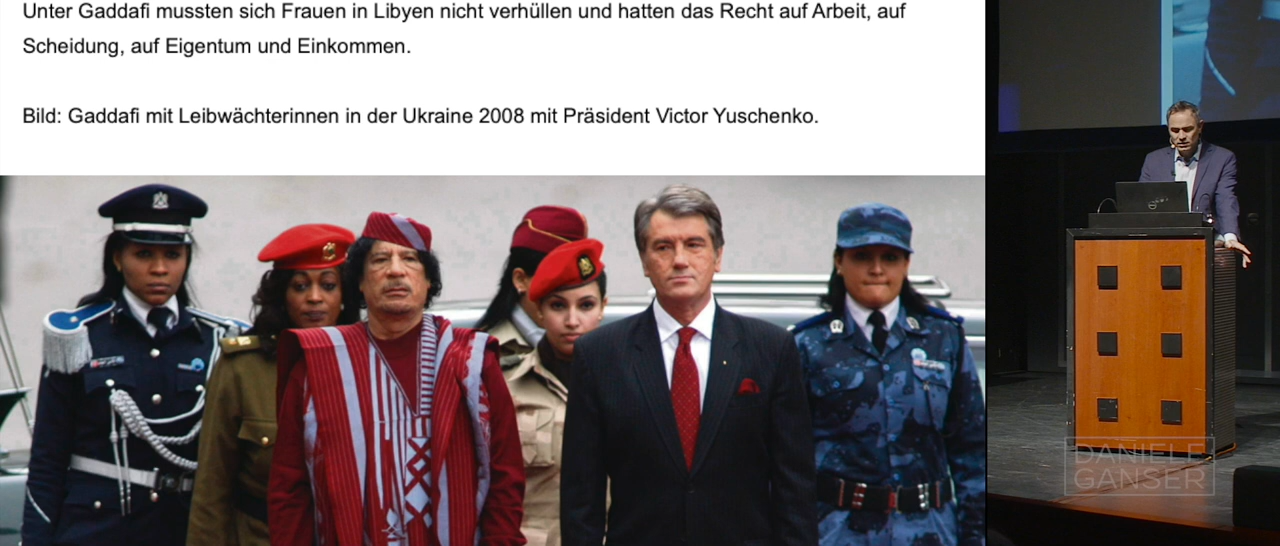 Unter Gaddafi mussten sich Frauen in Libyen nicht verhüllen und hatten das Recht auf Arbeit, auf
Scheidung, auf Eigentum und Einkommen.
Bild: Gaddafi mit Leibwächterinnen in der Ukraine 2008 mit Präsident Victor Yuschenko.
DANIELE
GANSER